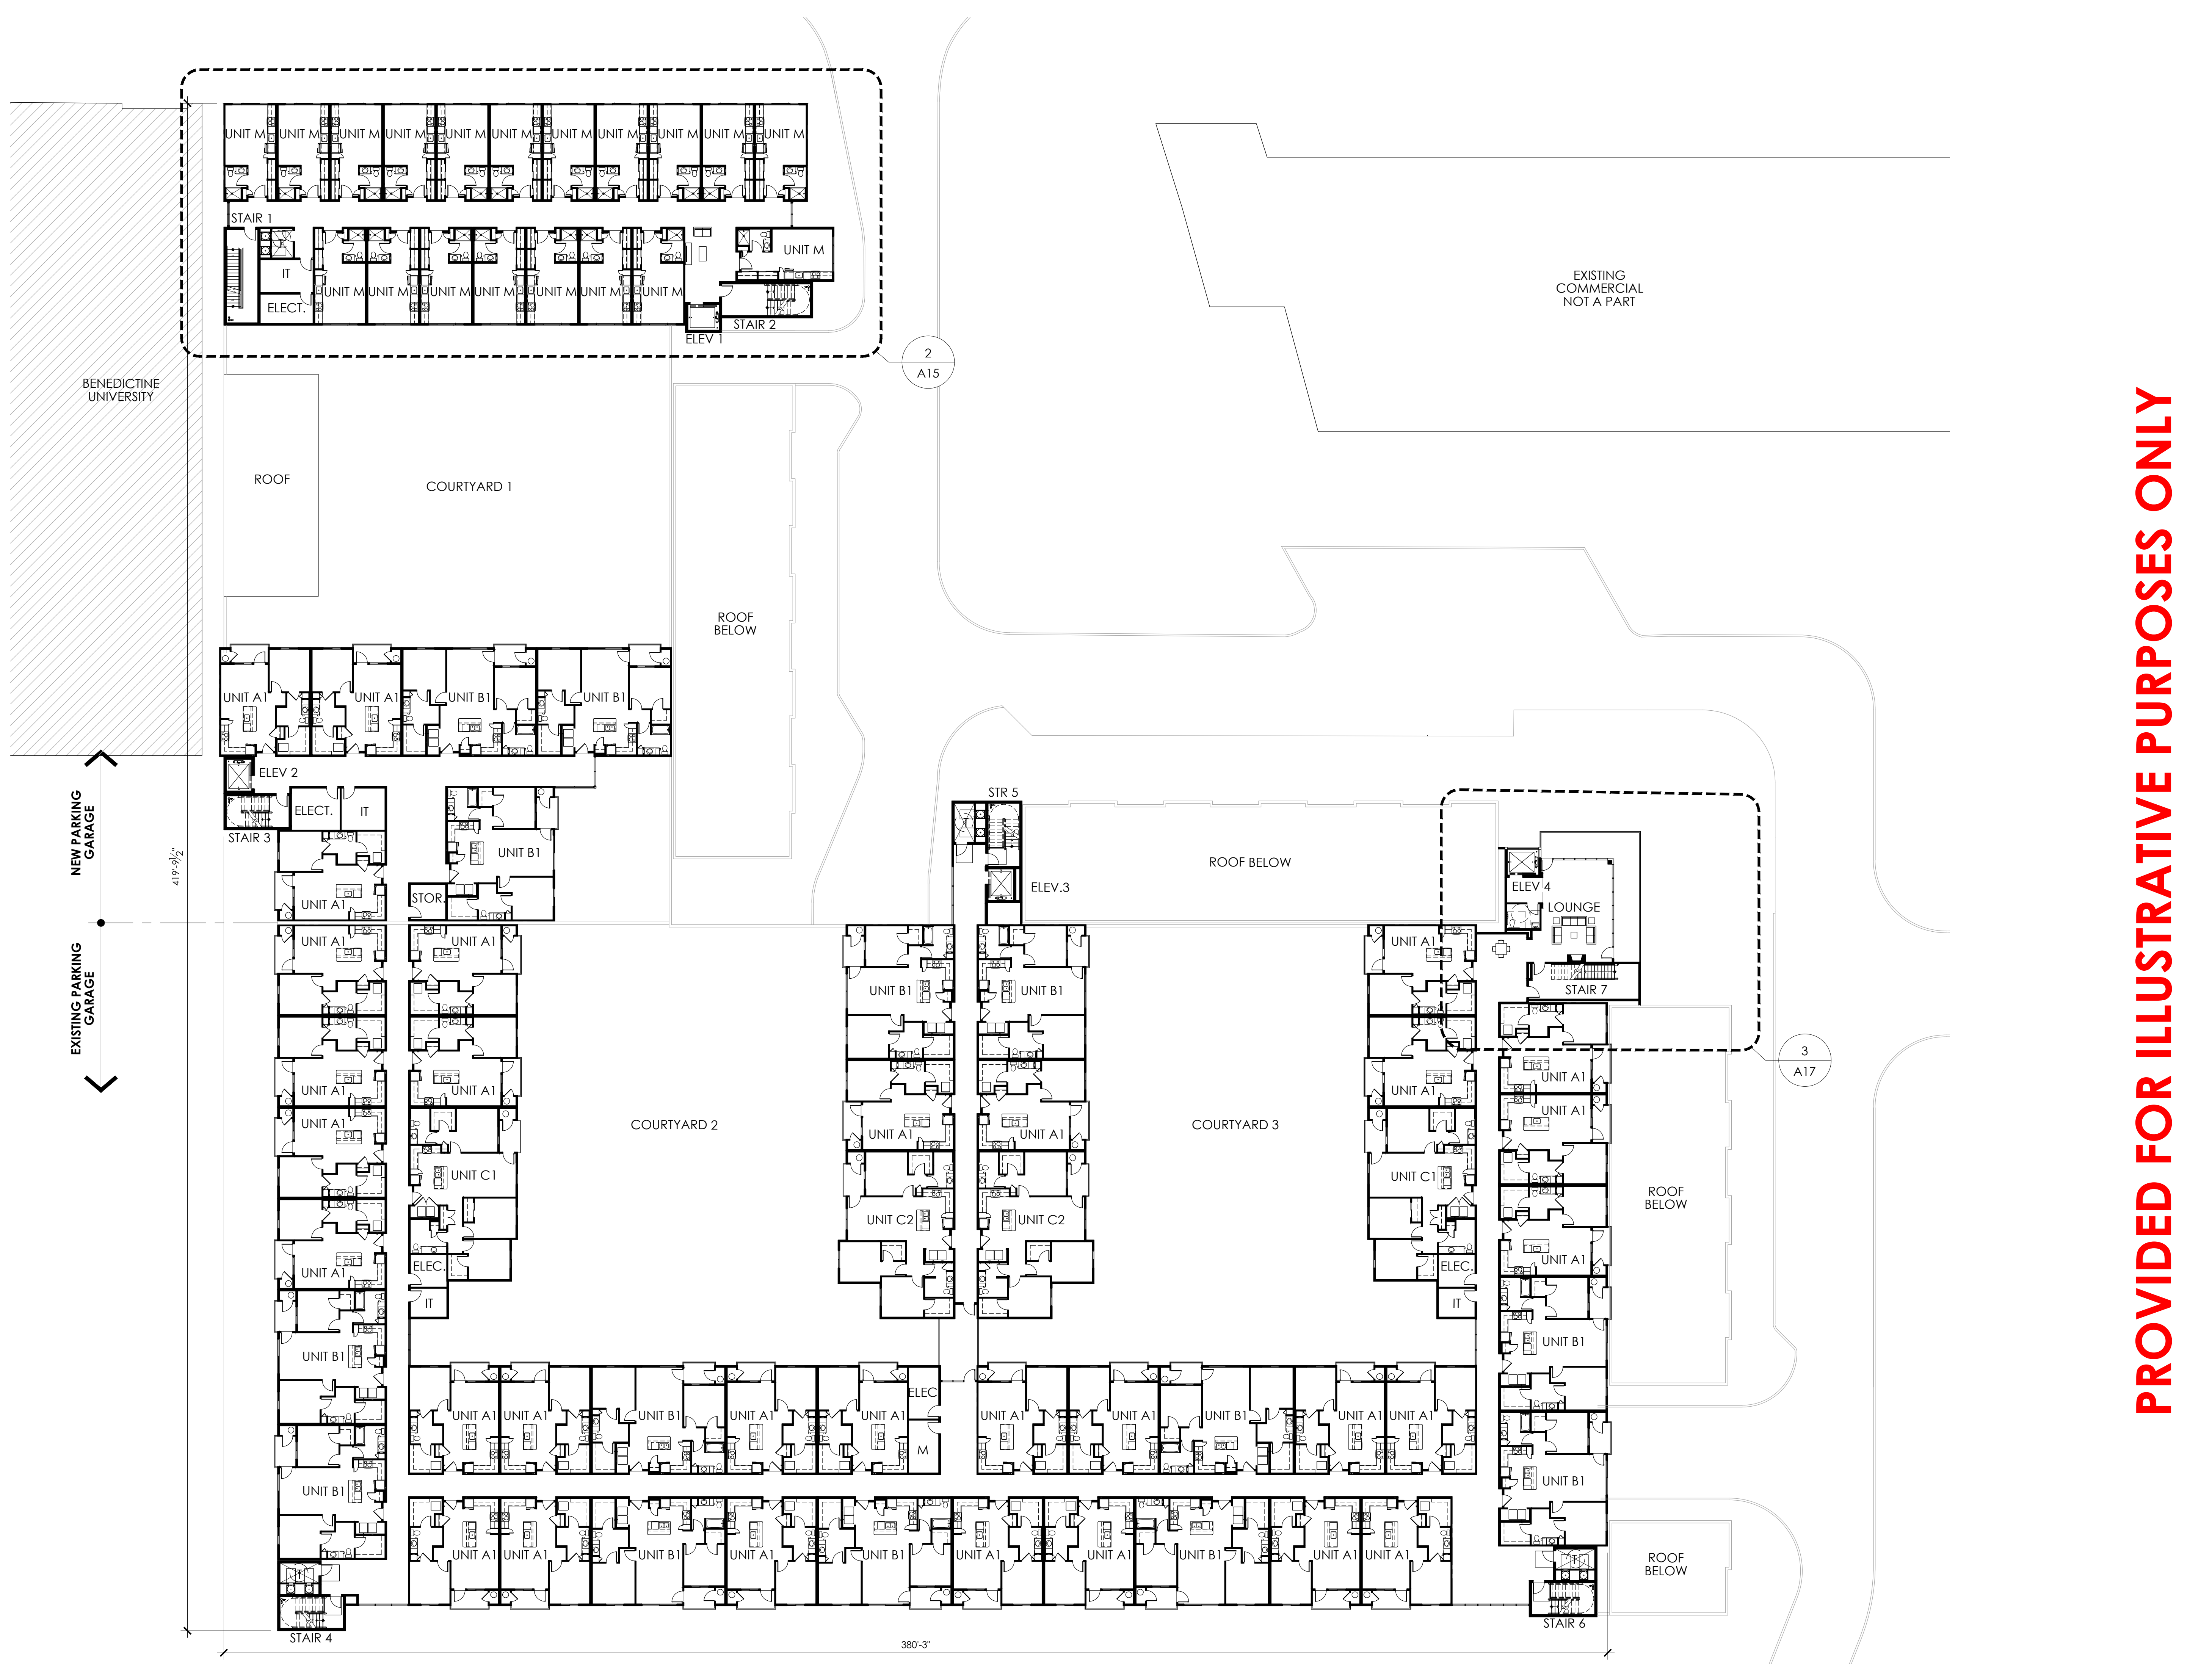 UNIT M UNIT M UNIT M UNIT M UNIT M UNIT M UNIT M UNIT M UNIT M UNIT M UNIT M
STAIR 1
UNIT M
IT
UNIT M UNIT M UNIT M UNIT M UNIT M UNIT M UNIT M
ELECT.
STAIR 2
ELEV 1
2
A15
EXISTING
COMMERCIAL
NOT A PART
BENEDICTINE
UNIVERSITY
ROOF
COURTYARD 1
ROOF
BELOW
UNIT A1 UNIT A1 UNIT B1 UNIT B1
ELEV 2
ELECT.
IT
STAIR 3
NEW PARKING
GARAGE
419'-9½"
EXISTING PARKING
GARAGE
UNIT B1
UNIT A1
STOR.
STR 5
ELEV.3
ROOF BELOW
ELEV 4
LOUNGE
STAIR 7
3
A17
UNIT A1 UNIT A1 UNIT A1
UNIT B1 UNIT B1
UNIT A1 UNIT A1 UNIT A1 UNIT A1
UNIT A1 UNIT A1
UNIT A1 UNIT A1
COURTYARD 2
COURTYARD 3
UNIT C1 UNIT C1
ROOF
BELOW
UNIT C2 UNIT C2
UNIT A1 UNIT A1
ELEC. ELEC.
IT IT
UNIT B1 UNIT B1
ELEC
UNIT A1 UNIT A1 UNIT B1 UNIT A1 UNIT A1 UNIT A1 UNIT A1 UNIT B1 UNIT A1 UNIT A1
M
UNIT B1 UNIT B1
UNIT A1 UNIT A1 UNIT B1 UNIT A1 UNIT B1 UNIT A1 UNIT A1 UNIT B1 UNIT A1 UNIT A1
T T
ROOF
BELOW
STAIR 4
STAIR 6
380'-3"
PROVIDED FOR ILLUSTRATIVE PURPOSES ONLY